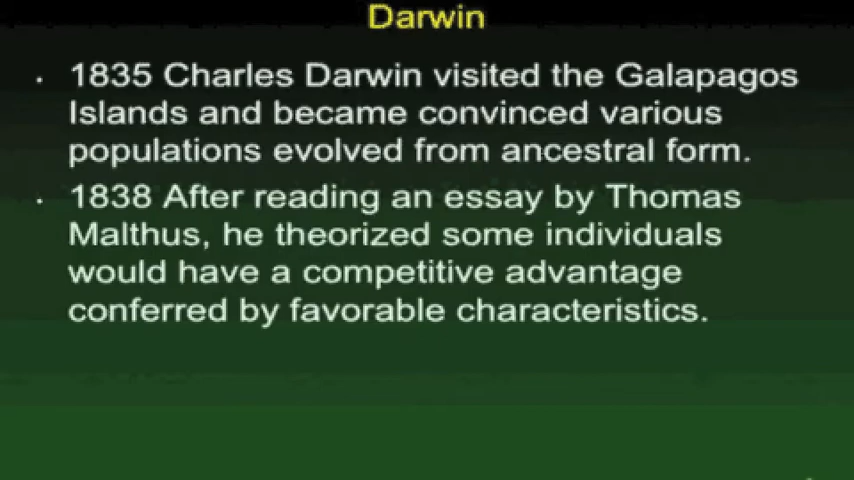 Darwin
· 1835 Charles Darwin visited the Galapagos
Islands and became convinced various
populations evolved from ancestral form.
· 1838 After reading an essay by Thomas
Malthus, he theorized some individuals
would have a competitive advantage
conferred by favorable characteristics.